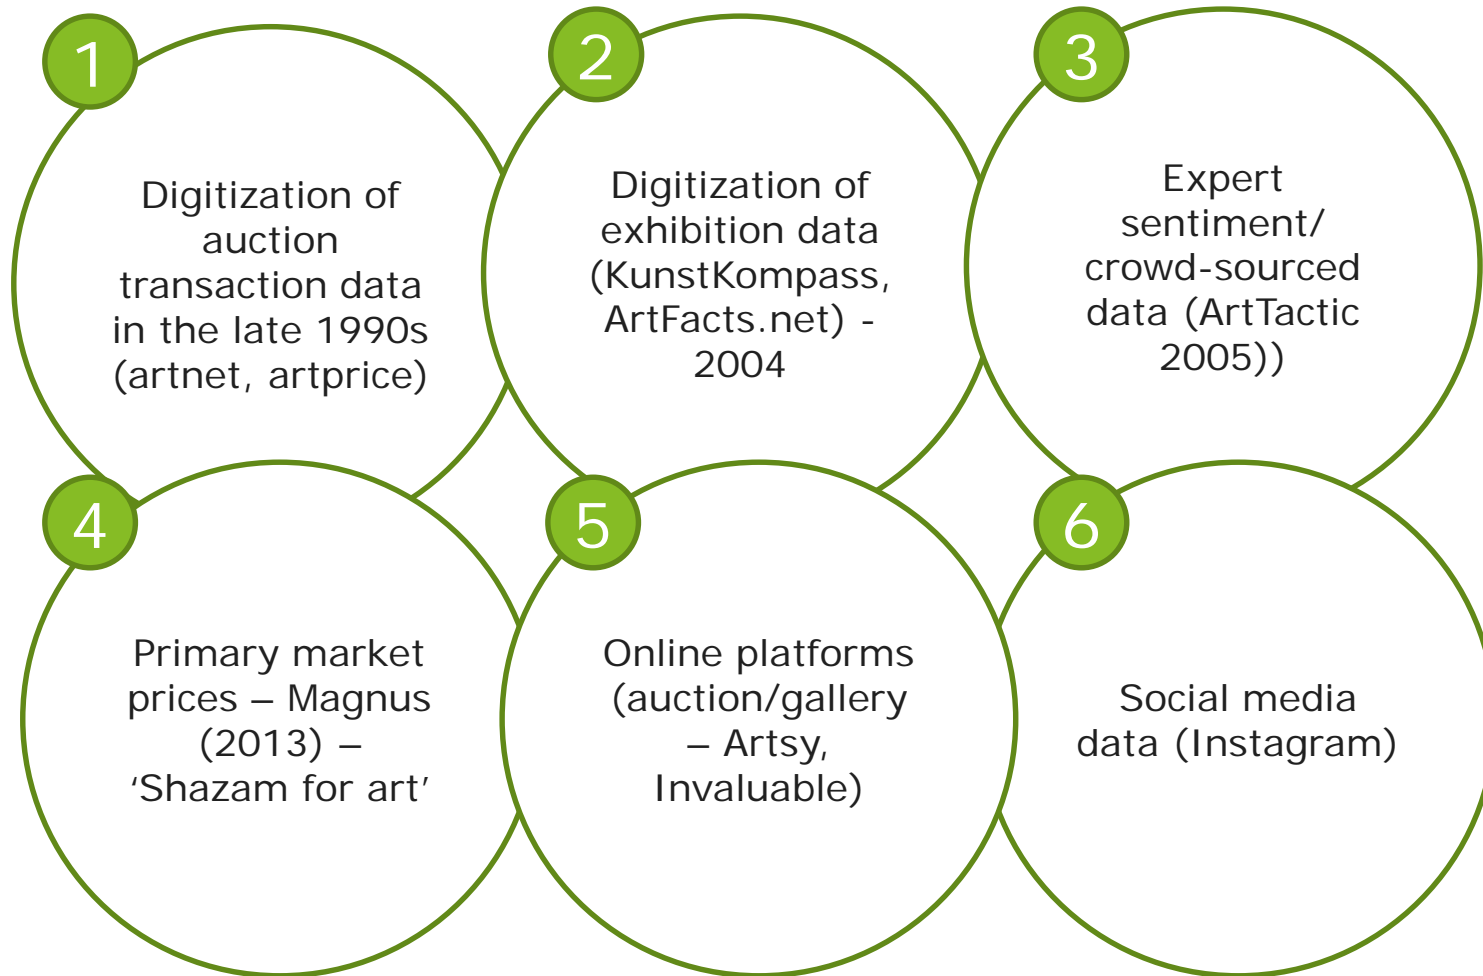 1
Digitization of
auction
transaction data
in the late 1990s
(artnet, artprice)
2
Digitization of
exhibition data
(KunstKompass,
ArtFacts.net) -
2004
3
Expert
sentiment/
crowd-sourced
data (ArtTactic
2005))
4
Primary market
prices – Magnus
(2013) –
‘Shazam for art’
5
Online platforms
(auction/gallery
– Artsy,
Invaluable)
6
Social media
data (Instagram)